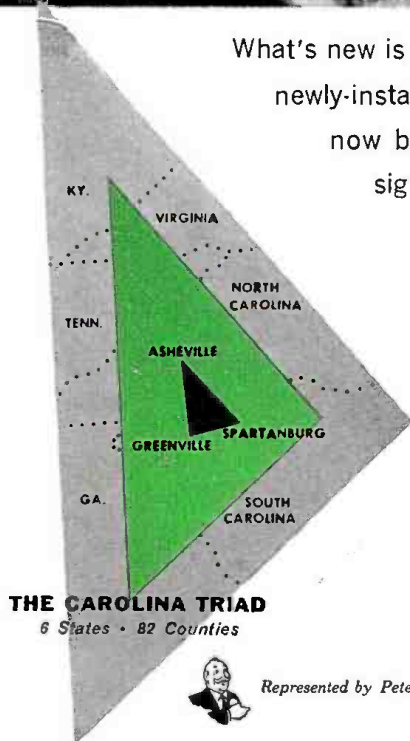 What's new is
newly-insta
now b
sig
KY.
VIRGINIA
NORTH
CAROLINA
TENN.
ASHEVILLE
SPARTANBURG
GREENVILLE
GA.
SOUTH
CAROLINA
THE CAROLINA TRIAD
6 States • 82 Counties
Represented by Pete